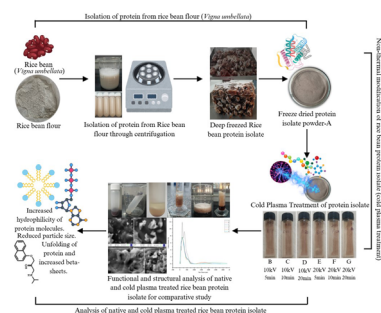 Isolation of protein from rice bean flour (Vigna umbellata)
Rice bean
(Vigna umbellata)
Rice bean flour
Isolation of protein from Rice bean
flour through centrifugation
Deep freezed Rice
bean protein isolate
Freeze dried protein
isolate powder-A
Non-thermal modification of rice bean protein isolate (cold plasma treatment)
Cold Plasma Treatment of protein isolate
B C D E F G
10kV 10kV 10kV 20kV 20kV 20kV
5min 10min 20min 5min 10min 20min
Functional and structural analysis of native
and cold plasma treated rice bean protein
isolate for comparative study
Increased
hydrophilicity of
protein molecules.
Reduced particle size.
Unfolding of
protein and
increased beta-
sheets.
Analysis of native and cold plasma treated rice bean protein isolate